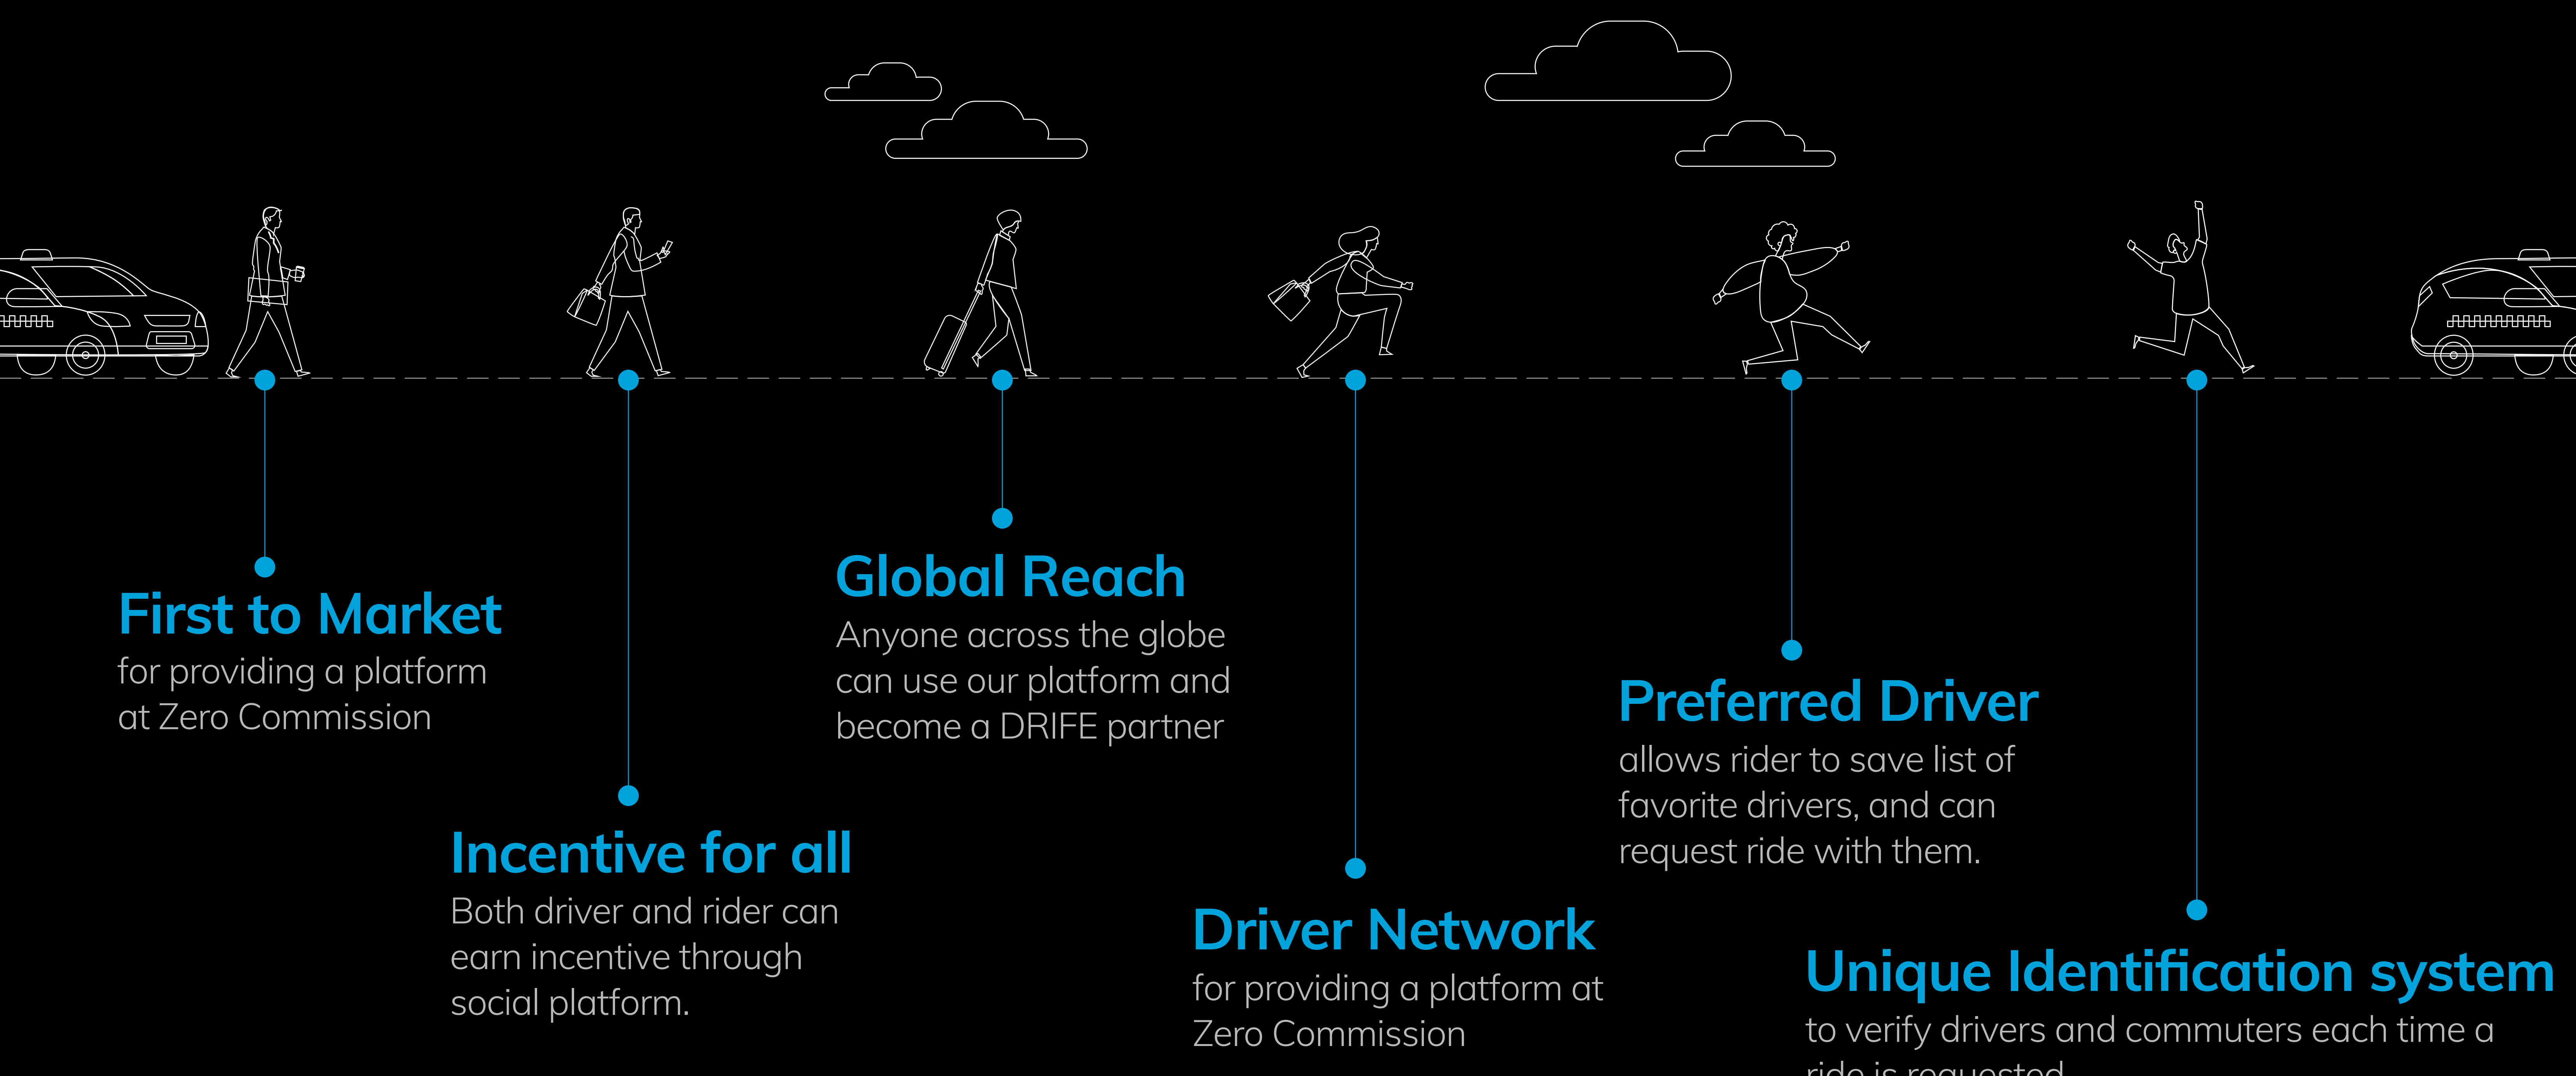 First to Market
for providing a platform
at Zero Commission
Incentive for all
Both driver and rider can
earn incentive through
social platform.
Global Reach
Anyone across the globe
can use our platform and
become a DRIFE partner
Driver Network
for providing a platform at
Zero Commission
Preferred Driver
allows rider to save list of
favorite drivers, and can
request ride with them.
Unique Identification system
to verify drivers and commuters each time a
ride is requested